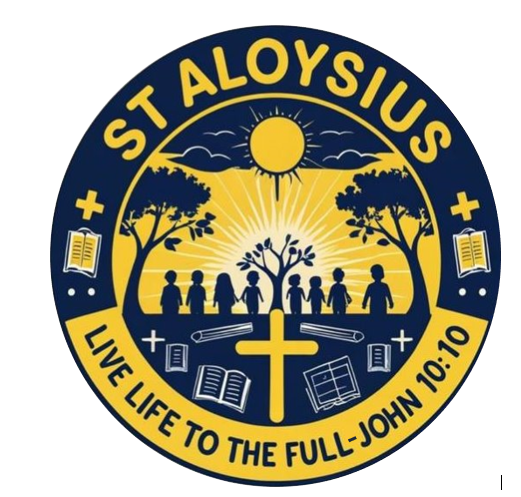 ST ALOYSIUS
LIVE LIFE TO THE FULL-JOHN 10:10